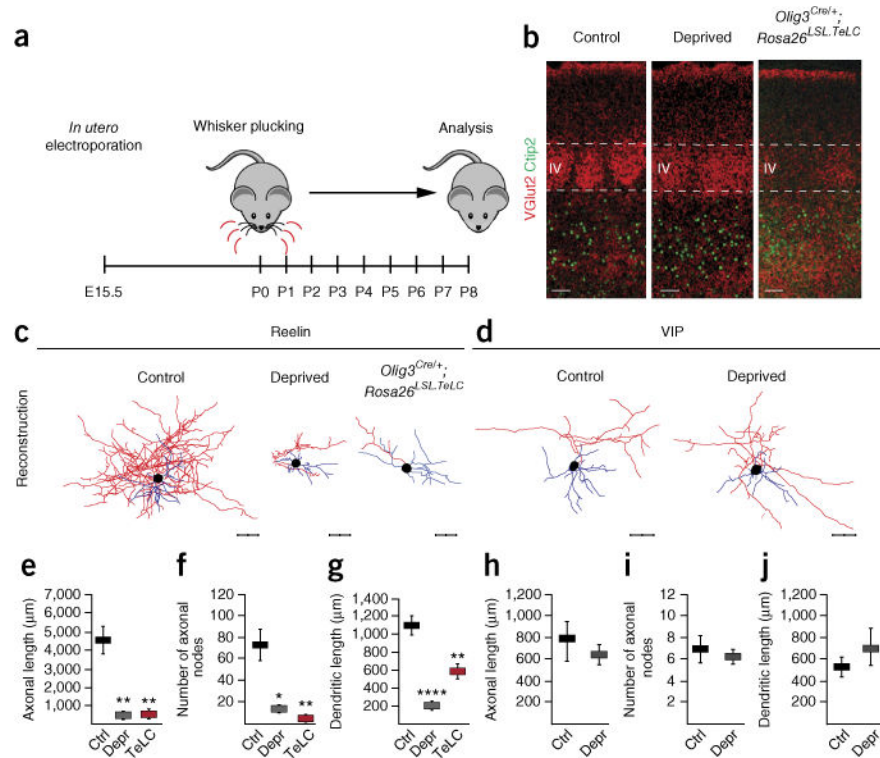 a
In utero
electroporation
Whisker plucking
Analysis
E15.5 P0 P1 P2 P3 P4 P5 P6 P7 P8
b
Control Deprived Olig3Cre/+;
Rosa26LSL.TeLC
VGlut2 Ctip2
IV IV IV
c
Reelin
Control Deprived Olig3Cre/+;
Rosa26LSL.TeLC
Reconstruction
d
VIP
Control Deprived
e
Axonal length (µm)
7,000
6,000
5,000
4,000
3,000
2,000
1,000
** **
Ctrl Depr TeLC
f
Number of axonal
nodes
120
100
80
60
40
20
* **
Ctrl Depr TeLC
g
Dendritic length (µm)
1,400
1,200
1,000
800
600
400
200
**** **
Ctrl Depr TeLC
h
Axonal length (µm)
1,200
1,000
800
600
400
200
Ctrl Depr
i
Number of axonal
nodes
12
10
8
6
4
2
Ctrl Depr
j
Dendritic length (µm)
1,200
1,000
800
600
400
200
Ctrl Depr